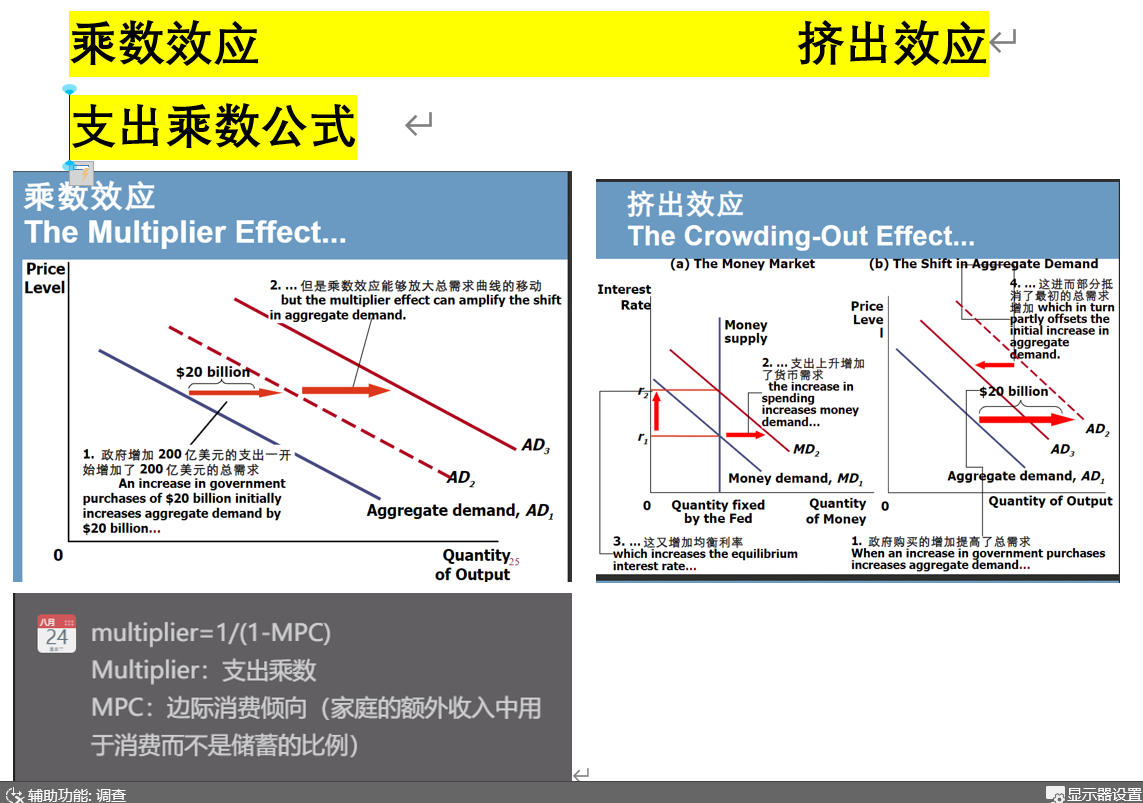 乘数效应 挤出效应
支出乘数公式
乘数效应
The Multiplier Effect...
Price
Level
2. ... 但是乘数效应能够放大总需求曲线的移动
but the multiplier effect can amplify the shift
in aggregate demand.
$20 billion
1. 政府增加 200 亿美元的支出一开
始增加了 200 亿美元的总需求
An increase in government
purchases of $20 billion initially
increases aggregate demand by
$20 billion...
AD3
AD2
Aggregate demand, AD1
0
Quantity
25
of Output
挤出效应
The Crowding-Out Effect...
(a) The Money Market
Interest
Rate
Money
supply
2. ... 支出上升增加
了货币需求
the increase in
spending
increases money
demand...
r2
r1
MD2
Money demand, MD1
0
Quantity fixed
by the Fed
Quantity
of Money
3. ... 这又增加均衡利率
which increases the equilibrium
interest rate...
(b) The Shift in Aggregate Demand
Price
Leve
l
4. ... 这进而部分抵
消了最初的总需求
增加 which in turn
partly offsets the
initial increase in
aggregate
demand.
$20 billion
AD2
AD3
Aggregate demand, AD1
0
Quantity of Output
1. 政府购买的增加提高了总需求
When an increase in government purchases
increases aggregate demand...
八月
24
multiplier=1/(1-MPC)
Multiplier：支出乘数
MPC：边际消费倾向（家庭的额外收入中用
于消费而不是储蓄的比例）
辅助功能: 调查
显示器设置